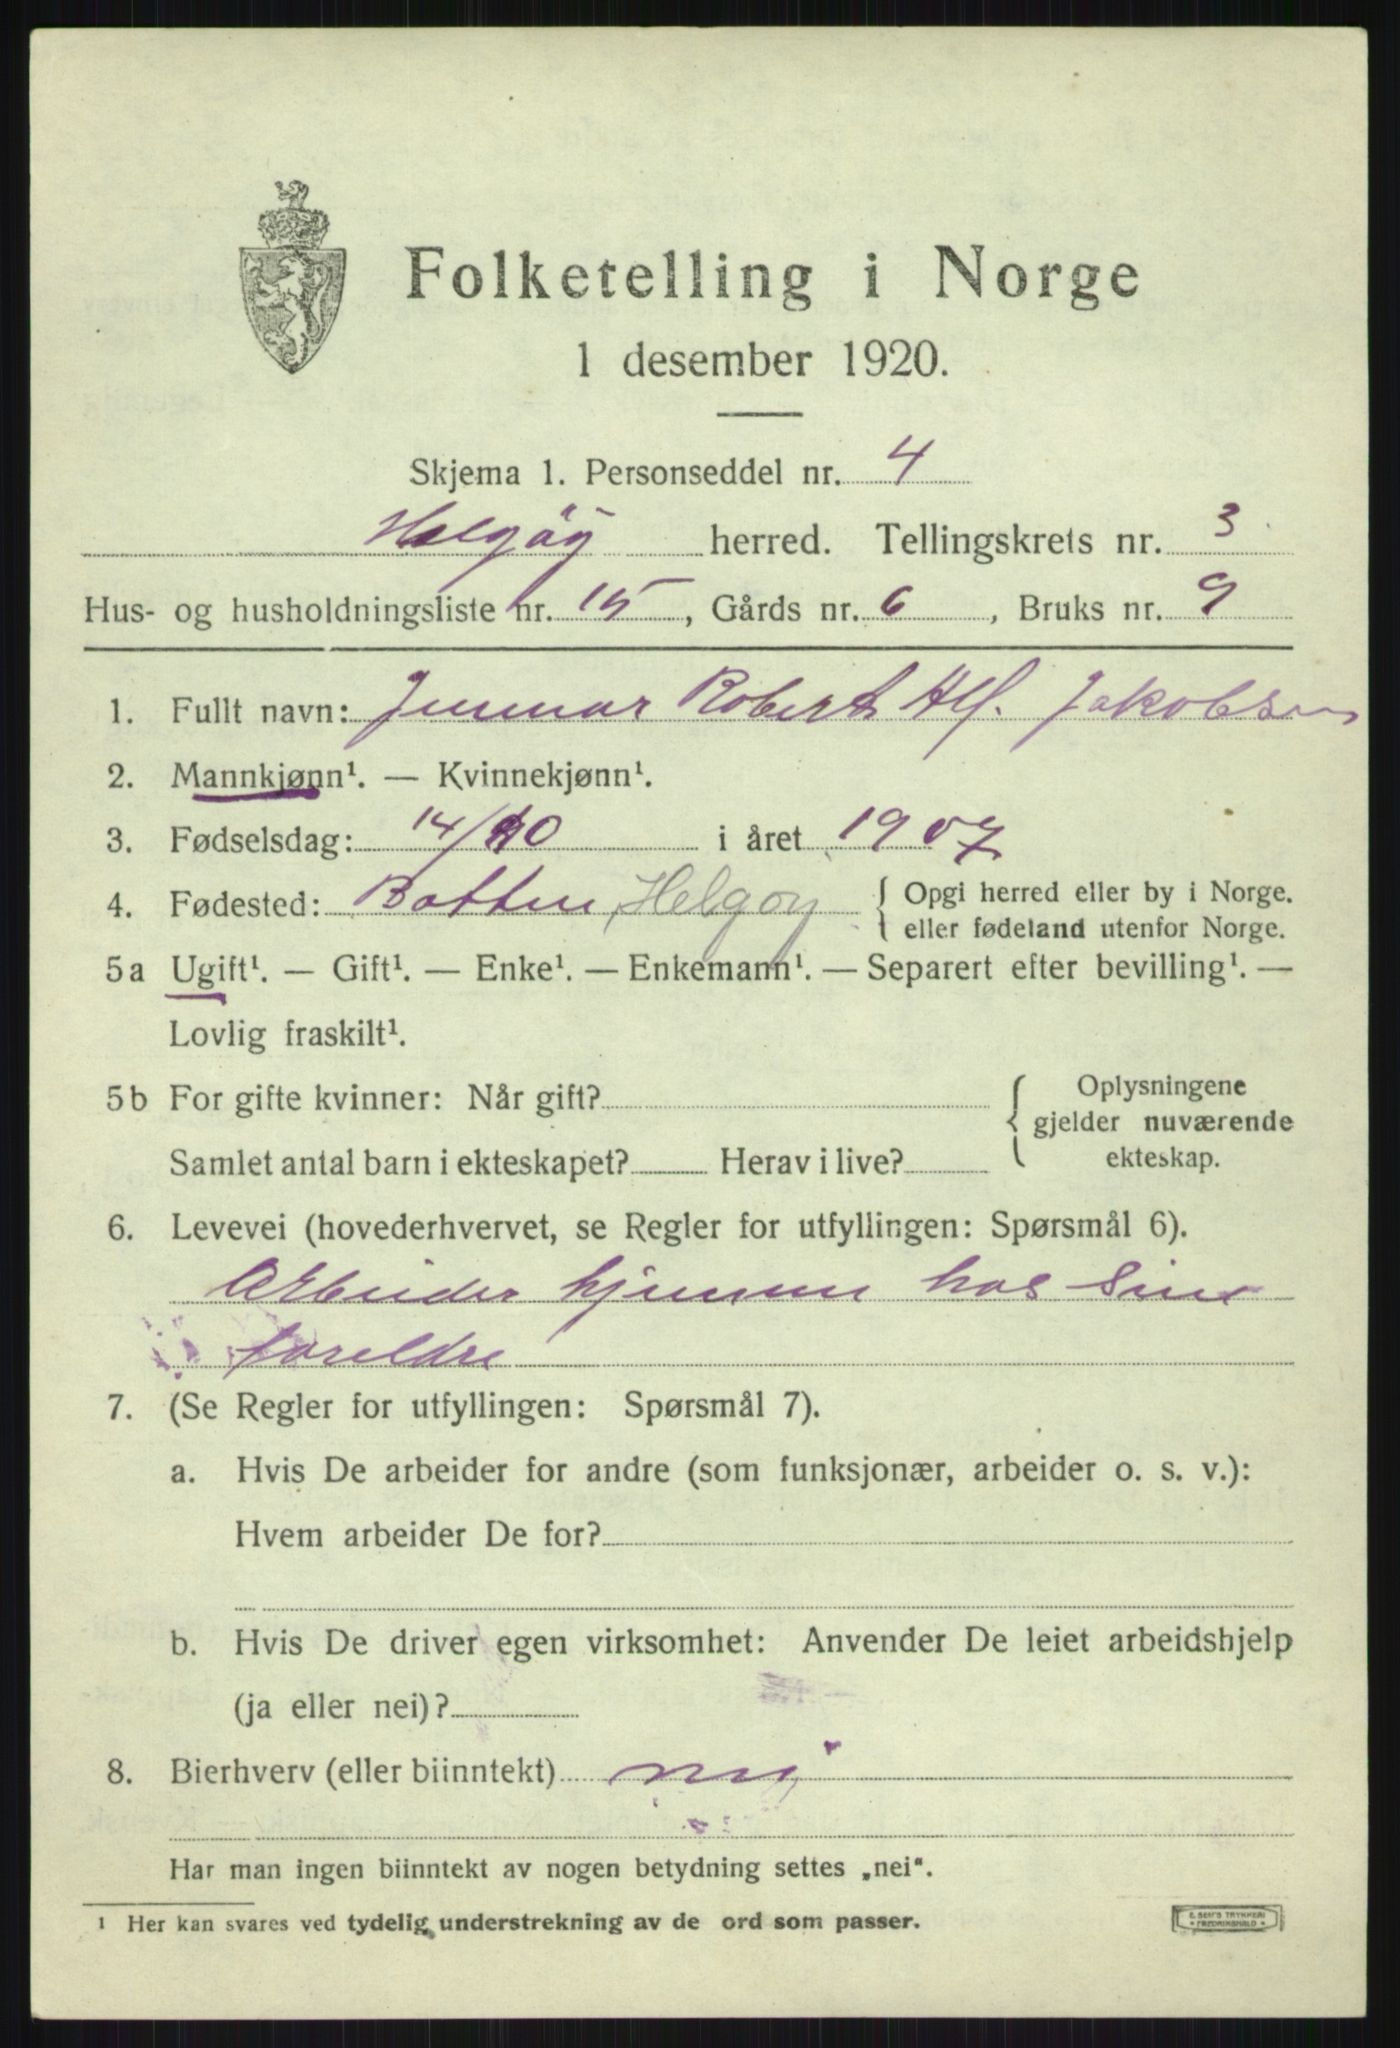 Folketelling i Norge
1 desember 1920.
Skjema 1. Personseddel nr. 4
Helgøy herred. Tellingskrets nr. 3
Hus- og husholdningsliste nr. 15, Gårds nr. 6, Bruks nr. 9
1. Fullt navn: Robert Alf. Jakobsen
2. Mannkjønn¹. — Kvinnekjønn¹.
3. Fødselsdag: 14/10 i året 1907
4. Fødested: Botten, Helgøy { Opgi herred eller by i Norge.
eller fødeland utenfor Norge.
5a Ugift¹. — Gift¹. — Enke¹. — Enkemann¹. — Separert efter bevilling¹. —
Lovlig fraskilt¹.
5b For gifte kvinner: Når gift? { Oplysningene
gjelder nuværende
Samlet antal barn i ekteskapet? Herav i live? ekteskap.
6. Levevei (hovederhvervet, se Regler for utfyllingen: Spørsmål 6).
Arbeider hjemme hos sine
foreldre
7. (Se Regler for utfyllingen: Spørsmål 7).
a. Hvis De arbeider for andre (som funksjonær, arbeider o. s. v.):
Hvem arbeider De for?
b. Hvis De driver egen virksomhet: Anvender De leiet arbeidshjelp
(ja eller nei)?
8. Bierhverv (eller biinntekt) nej
Har man ingen biinntekt av nogen betydning settes „nei".
¹ Her kan svares ved tydelig understrekning av de ord som passer.
E. SEM'S TRYKKERI
• FREDRIKSHALD •